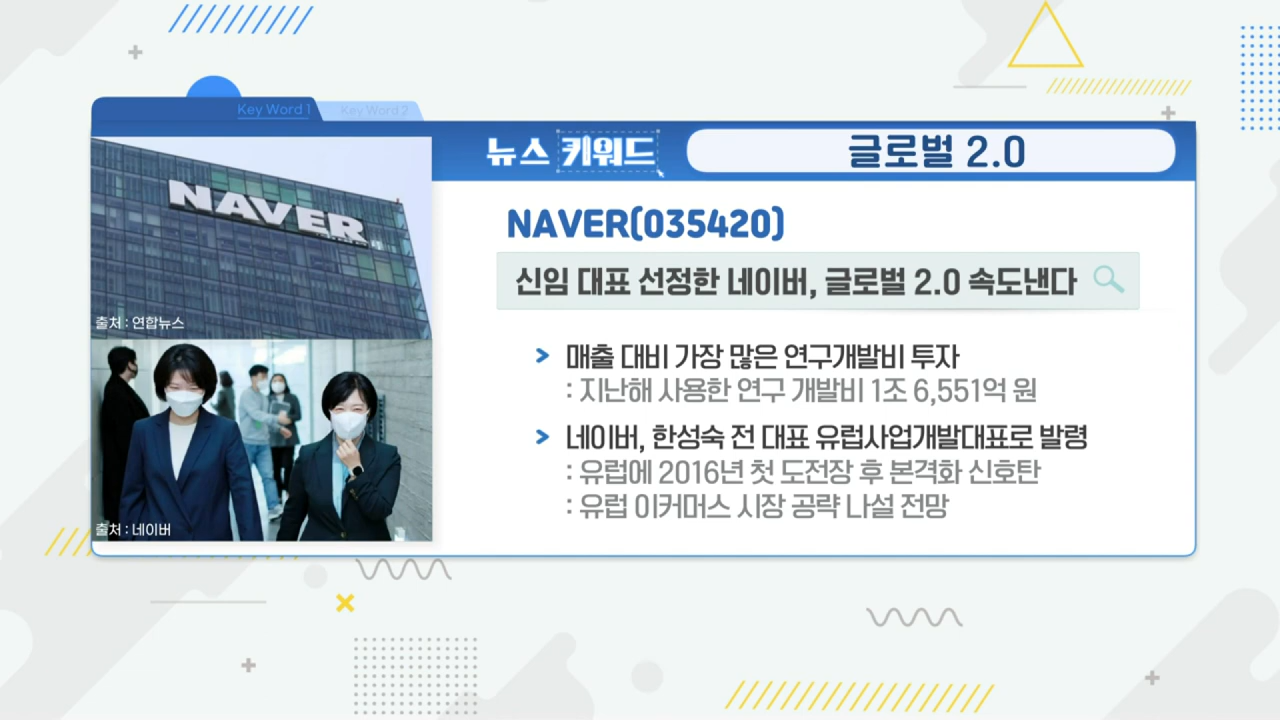 Key Word 1
Key Word 2
뉴스 키워드
글로벌 2.0
NAVER
출처 : 연합뉴스
출처 : 네이버
NAVER(035420)
신임 대표 선정한 네이버, 글로벌 2.0 속도낸다
> 매출 대비 가장 많은 연구개발비 투자
: 지난해 사용한 연구 개발비 1조 6,551억 원
> 네이버, 한성숙 전 대표 유럽사업개발대표로 발령
: 유럽에 2016년 첫 도전장 후 본격화 신호탄
: 유럽 이커머스 시장 공략 나설 전망